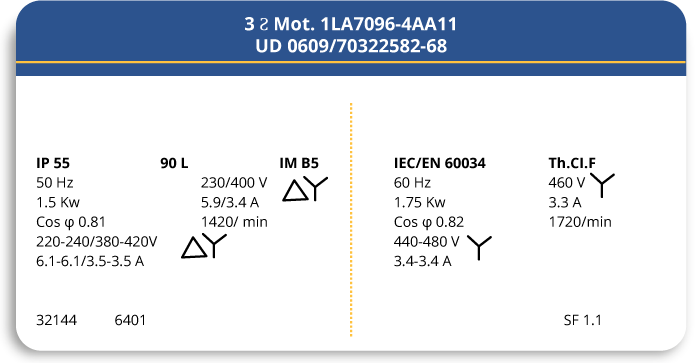 3 Ƨ Mot. 1LA7096-4AA11
UD 0609/70322582-68
IP 55 90 L IM B5
50 Hz 230/400 V
1.5 Kw 5.9/3.4 A
Cos φ 0.81 1420/ min
220-240/380-420V
6.1-6.1/3.5-3.5 A
32144 6401
IEC/EN 60034 Th.CI.F
60 Hz 460 V
1.75 Kw 3.3 A
Cos φ 0.82 1720/min
440-480 V
3.4-3.4 A
SF 1.1